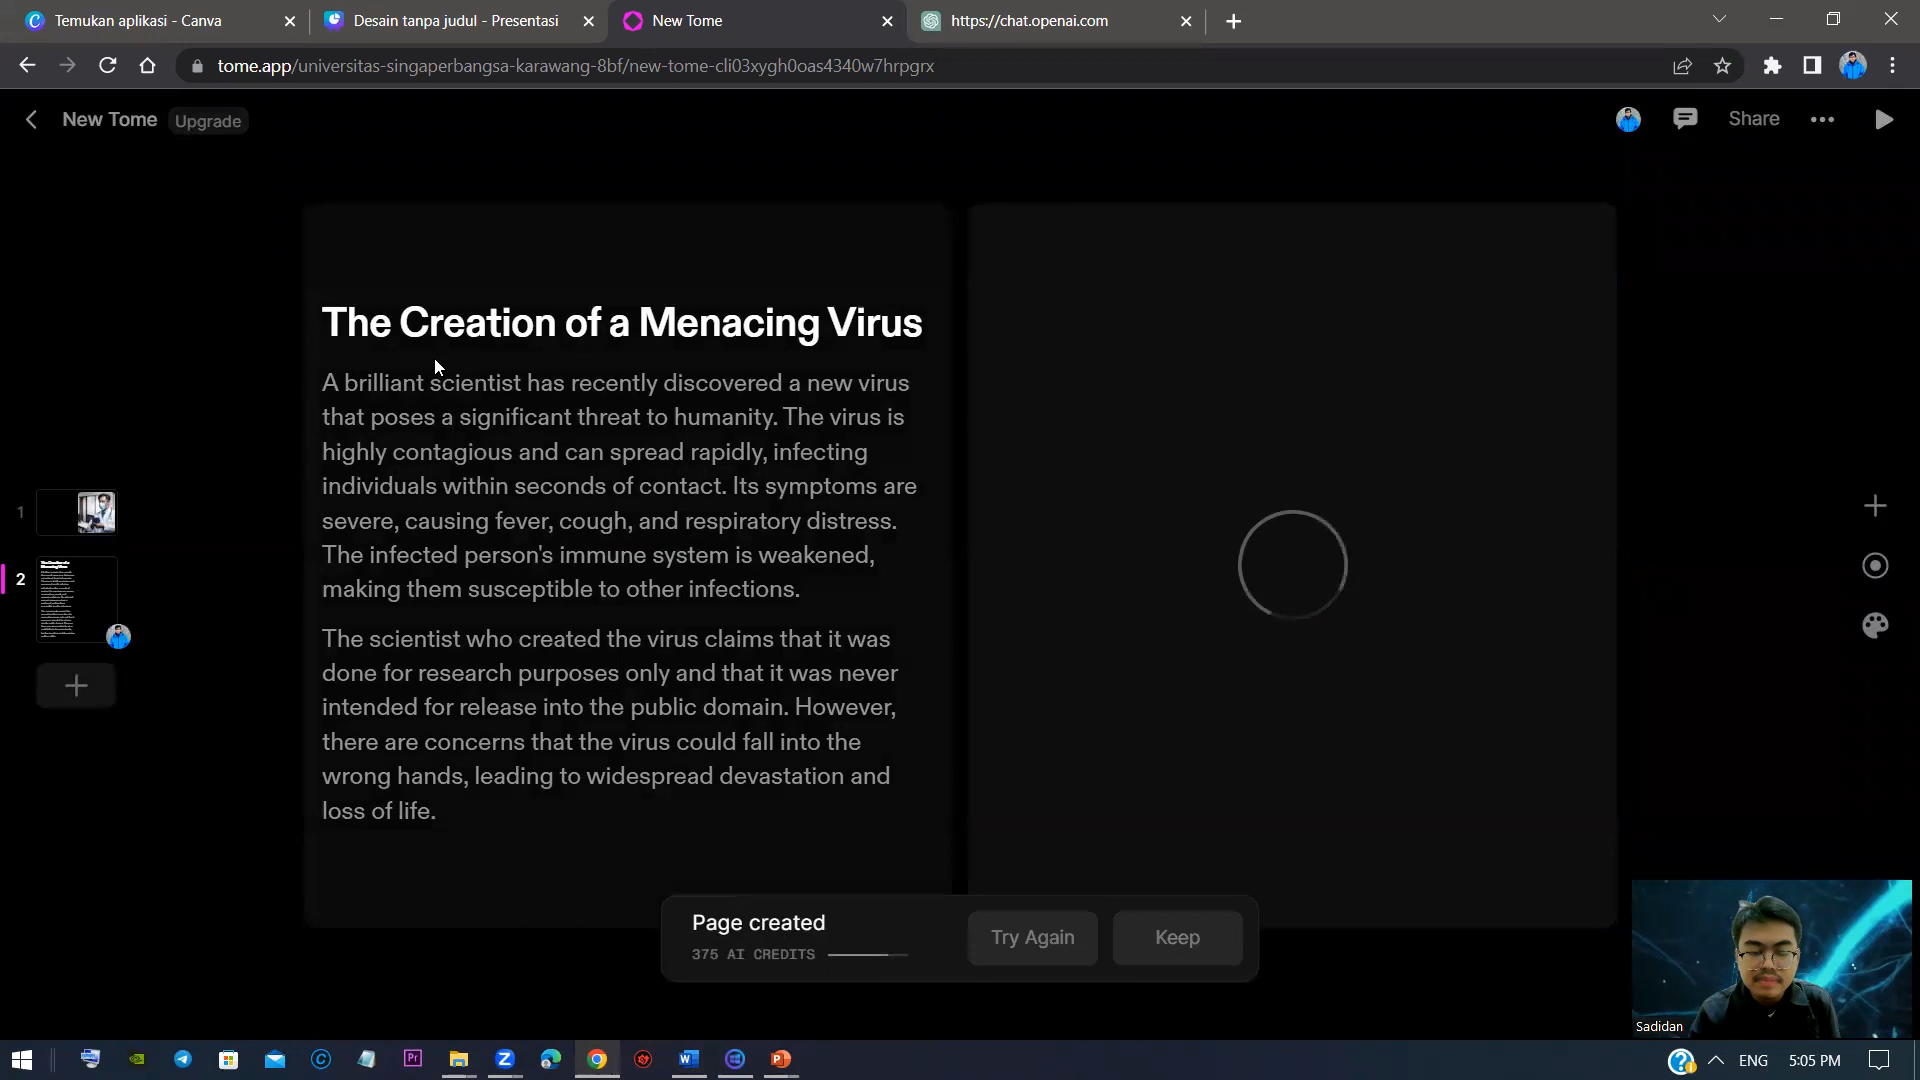 Temukan aplikasi - Canva
Desain tanpa judul - Presentasi
New Tome
https://chat.openai.com
tome.app/universitas-singaperbangsa-karawang-8bf/new-tome-cli03xygh0oas4340w7hrpgrx
New Tome
Upgrade
Share
The Creation of a Menacing Virus
A brilliant scientist has recently discovered a new virus
that poses a significant threat to humanity. The virus is
highly contagious and can spread rapidly, infecting
individuals within seconds of contact. Its symptoms are
severe, causing fever, cough, and respiratory distress.
The infected person's immune system is weakened,
making them susceptible to other infections.
The scientist who created the virus claims that it was
done for research purposes only and that it was never
intended for release into the public domain. However,
there are concerns that the virus could fall into the
wrong hands, leading to widespread devastation and
loss of life.
1
2
Page created
375 AI CREDITS
Try Again
Keep
Sadidan
ENG
5:05 PM